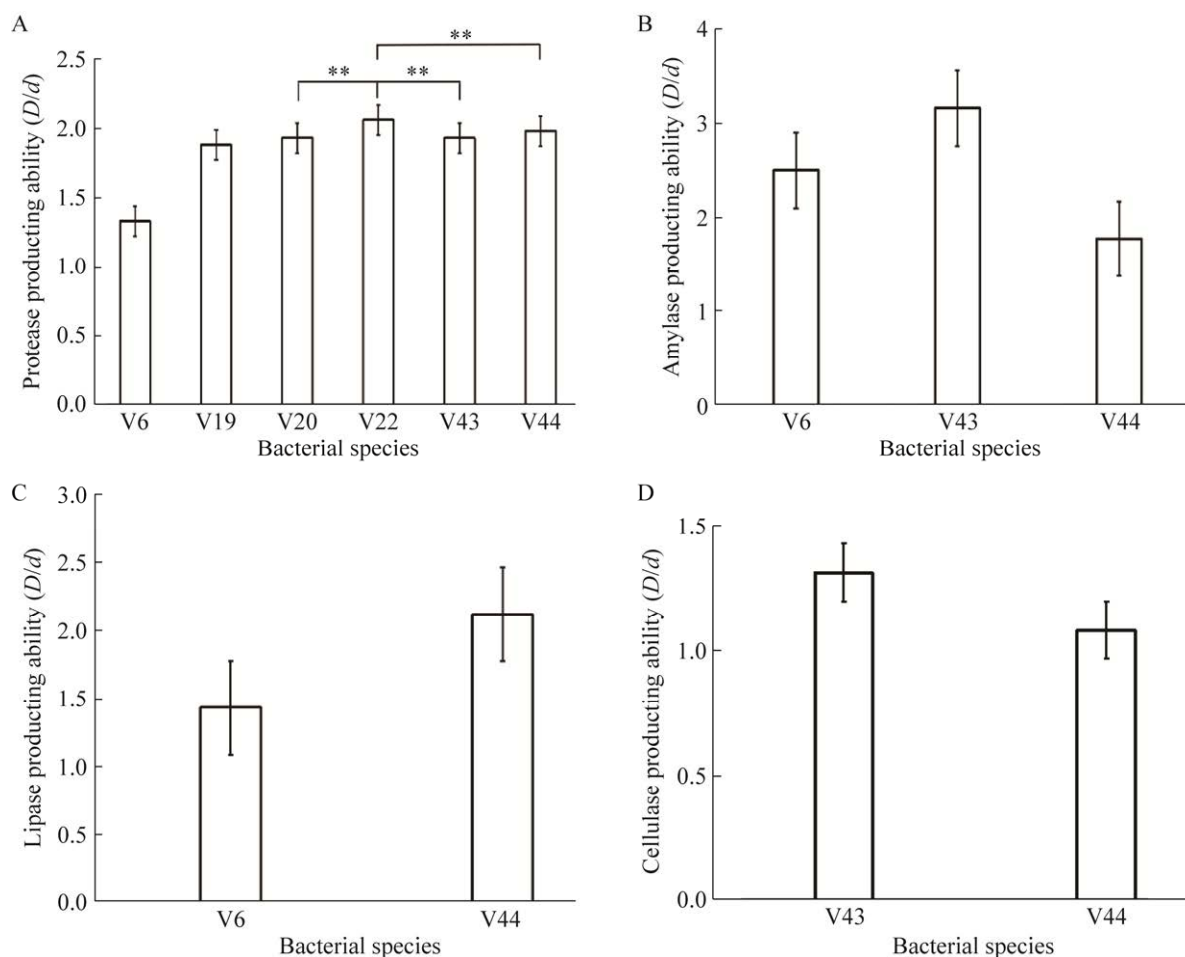 A
Protease producting ability (D/d)
2.5
2.0
1.5
1.0
0.5
0.0
**
**
**
V6 V19 V20 V22 V43 V44
Bacterial species
B
Amylase producting ability (D/d)
4
3
2
1
0
V6 V43 V44
Bacterial species
C
Lipase producting ability (D/d)
3.0
2.5
2.0
1.5
1.0
0.5
0.0
V6 V44
Bacterial species
D
Cellulase producting ability (D/d)
1.5
1.0
0.5
0.0
V43 V44
Bacterial species